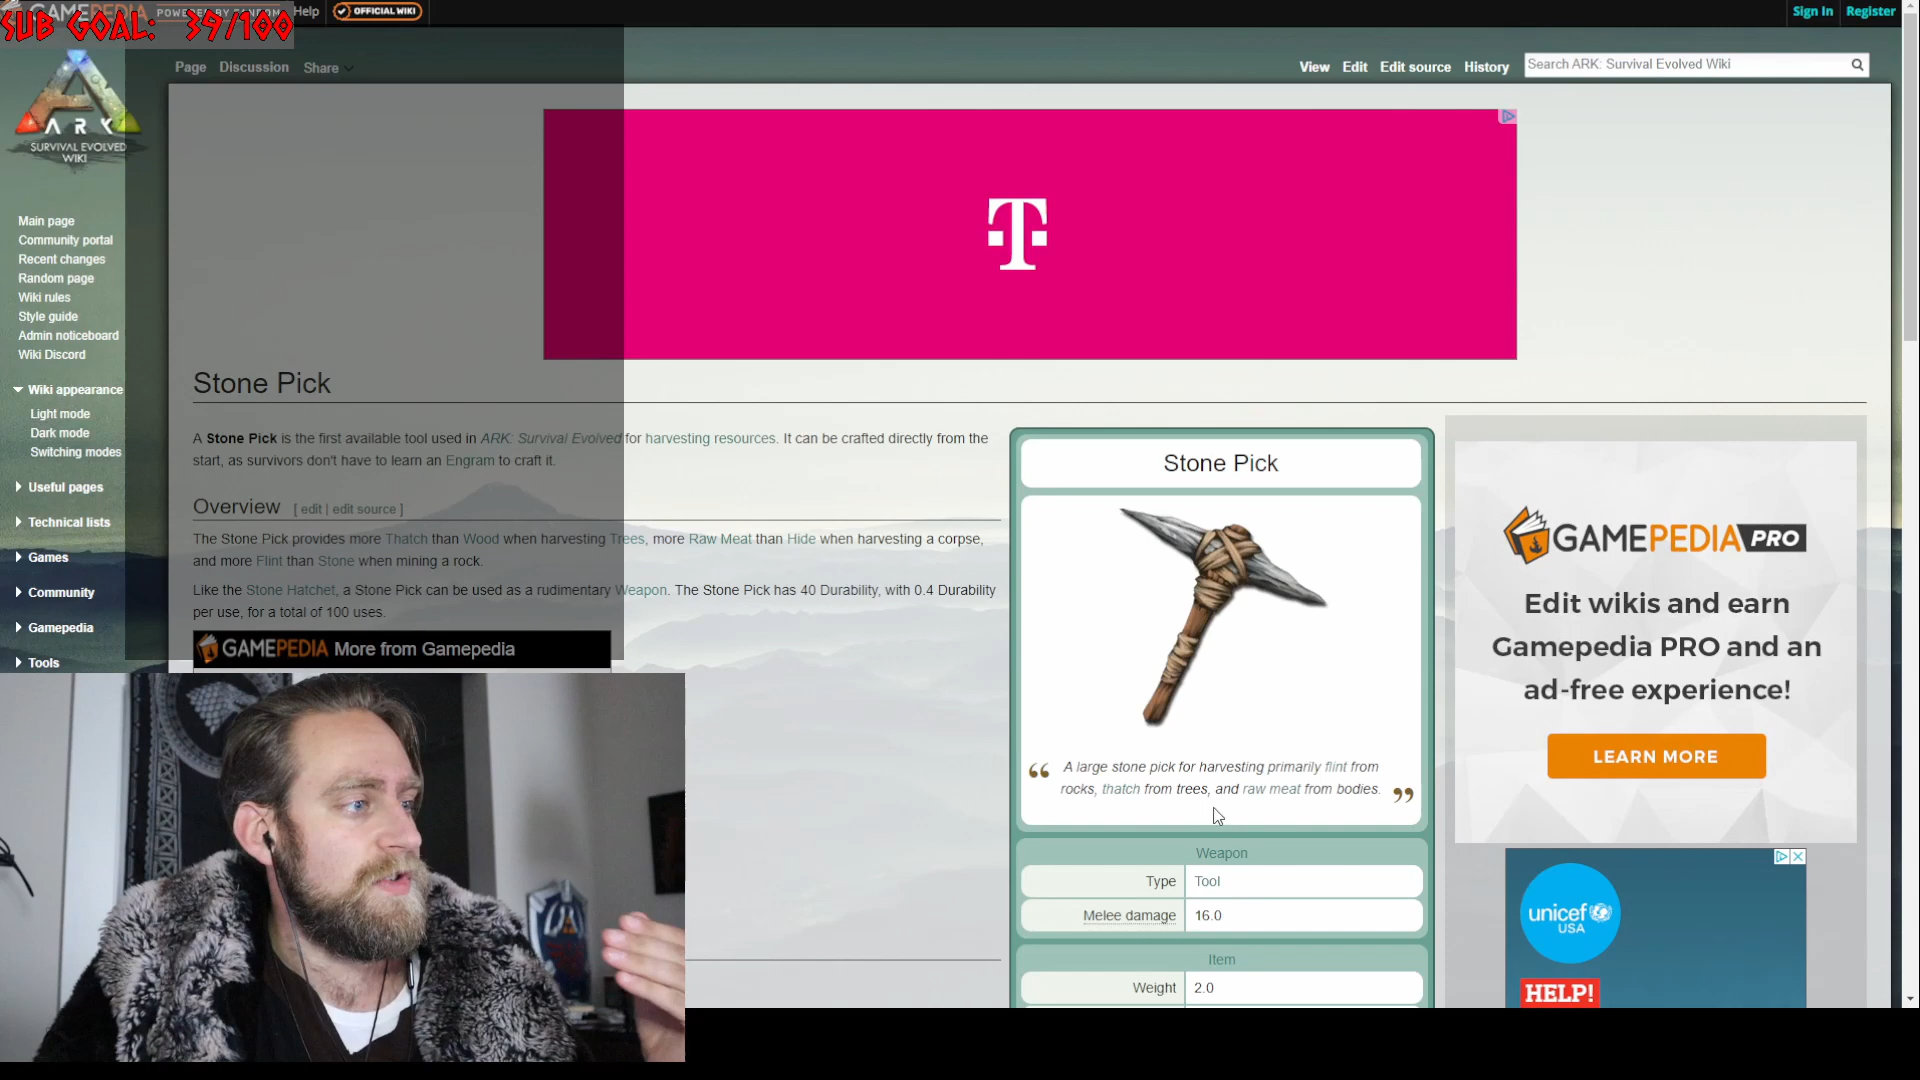 GAMEPEDIA POWERED BY FANDOM Help OFFICIAL WIKI
Sign In Register
SUB GOAL: 39/100
Page Discussion Share
View Edit Edit source History
Search ARK: Survival Evolved Wiki
ARK
SURVIVAL EVOLVED
WIKI
T
Main page
Community portal
Recent changes
Random page
Wiki rules
Style guide
Admin noticeboard
Wiki Discord
Wiki appearance
Light mode
Dark mode
Switching modes
Useful pages
Technical lists
Games
Community
Gamepedia
Tools
Stone Pick
A Stone Pick is the first available tool used in ARK: Survival Evolved for harvesting resources. It can be crafted directly from the
start, as survivors don't have to learn an Engram to craft it.
Overview [ edit | edit source ]
The Stone Pick provides more Thatch than Wood when harvesting Trees, more Raw Meat than Hide when harvesting a corpse,
and more Flint than Stone when mining a rock.
Like the Stone Hatchet, a Stone Pick can be used as a rudimentary Weapon. The Stone Pick has 40 Durability, with 0.4 Durability
per use, for a total of 100 uses.
GAMEPEDIA More from Gamepedia
Stone Pick
“ A large stone pick for harvesting primarily flint from
rocks, thatch from trees, and raw meat from bodies. ”
Weapon
Type Tool
Melee damage 16.0
Item
Weight 2.0
GAMEPEDIA PRO
Edit wikis and earn
Gamepedia PRO and an
ad-free experience!
LEARN MORE
unicef
USA
HELP!